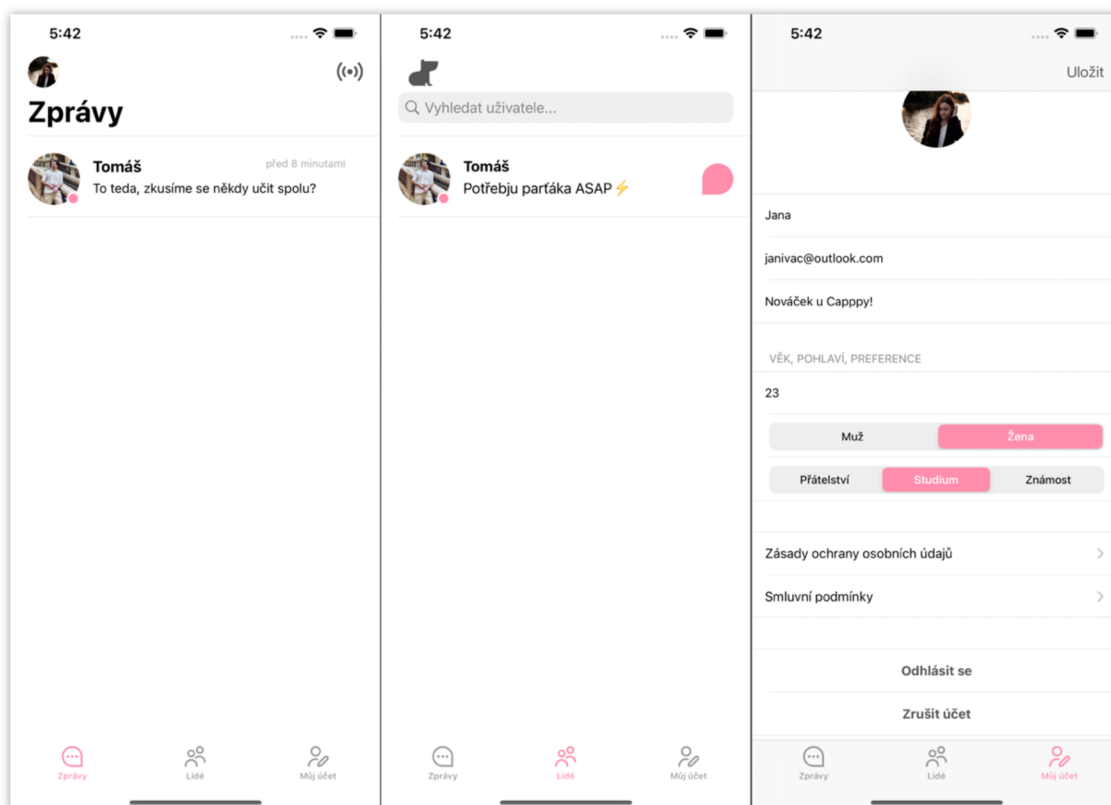 5:42
Zprávy
Tomáš
před 8 minutami
To teda, zkusíme se někdy učit spolu?
Zprávy
Lidé
Můj účet
5:42
Vyhledat uživatele...
Tomáš
Potřebju parťáka ASAP⚡
Zprávy
Lidé
Můj účet
5:42
Uložit
Jana
janivac@outlook.com
Nováček u Capppy!
VĚK, POHLAVÍ, PREFERENCE
23
Muž
Žena
Přátelství
Studium
Známost
Zásady ochrany osobních údajů
Smluvní podmínky
Odhlásit se
Zrušit účet
Zprávy
Lidé
Můj účet